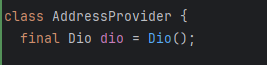 class AddressProvider {
  final Dio dio = Dio();